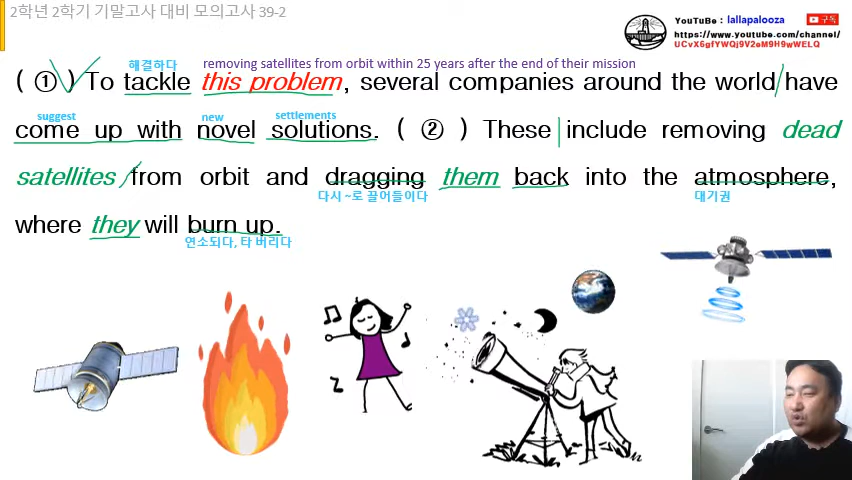 2학년 2학기 기말고사 대비 모의고사 39-2
YouTuBe : lallapalooza 구독
https://www.youtube.com/channel/
UCvX6gfYWQj9V2eM9H9wWELQ
해결하다 removing satellites from orbit within 25 years after the end of their mission
( ① ) To tackle this problem, several companies around the world have
suggest new settlements
come up with novel solutions. ( ② ) These include removing dead
satellites from orbit and dragging them back into the atmosphere,
다시 ~로 끌어들이다 대기권
where they will burn up.
연소되다, 타 버리다